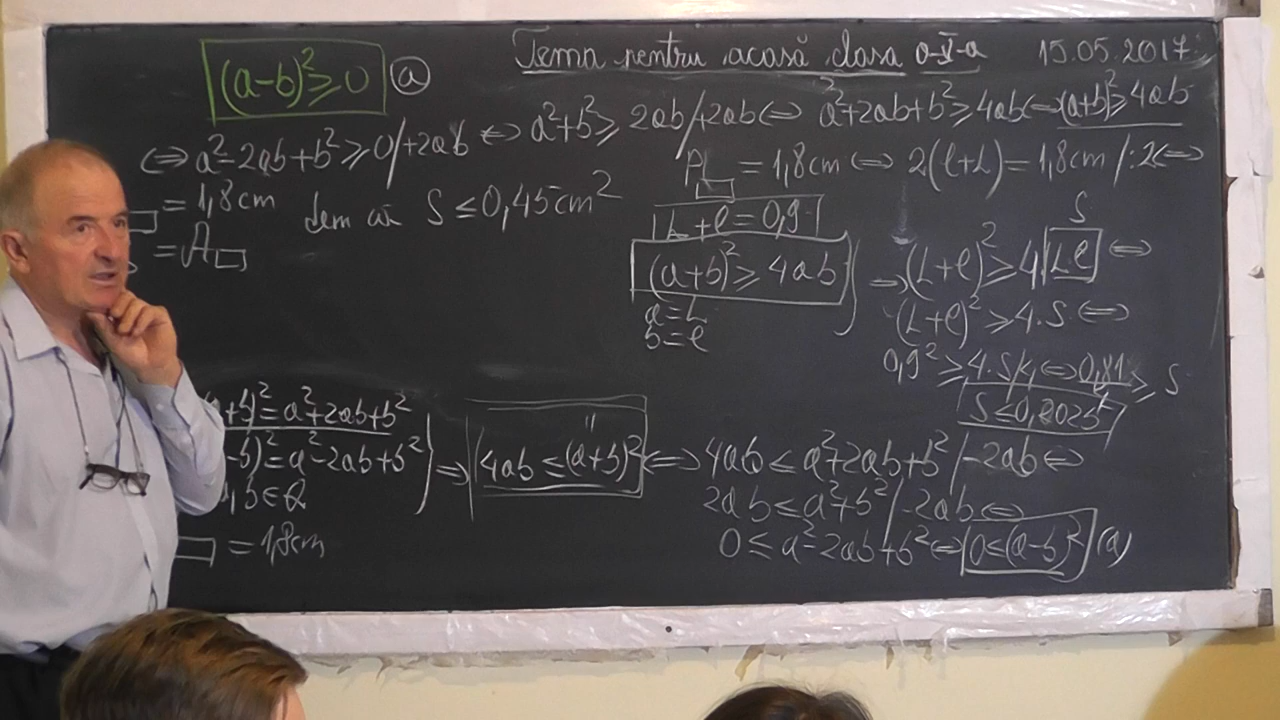 Tema pentru acasă clasa a-V-a 15.05.2017
(a-b)² ≥ 0 (a)
⇔ a²-2ab+b² ≥ 0 /+2ab ⇔ a²+b² ≥ 2ab /+2ab ⇔ a²+2ab+b² ≥ 4ab ⇔ (a+b)² ≥ 4ab
= 1,8cm dem că S ≤ 0,45cm²
= A▭
P▭ = 1,8cm ⇔ 2(l+L) = 1,8cm /:2 ⇔
L+l = 0,9
(a+b)² ≥ 4ab
a = L
b = l
S
⇒ (L+l)² ≥ 4 Ll ⇔
(L+l)² ≥ 4·S ⇔
0,9² ≥ 4·S /4 ⇔ 0,81 ≥ S
S ≤ 0,2025
+b)² = a²+2ab+b²
-b)² = a²-2ab+b²
, b ∈ Q
▭ = 1,8cm
⇒ 4ab ≤ (a+b)² ⇔ 4ab ≤ a²+2ab+b² /-2ab ⇔
2ab ≤ a²+b² /-2ab ⇔
0 ≤ a²-2ab+b² ⇔ 0 ≤ (a-b)² (a)